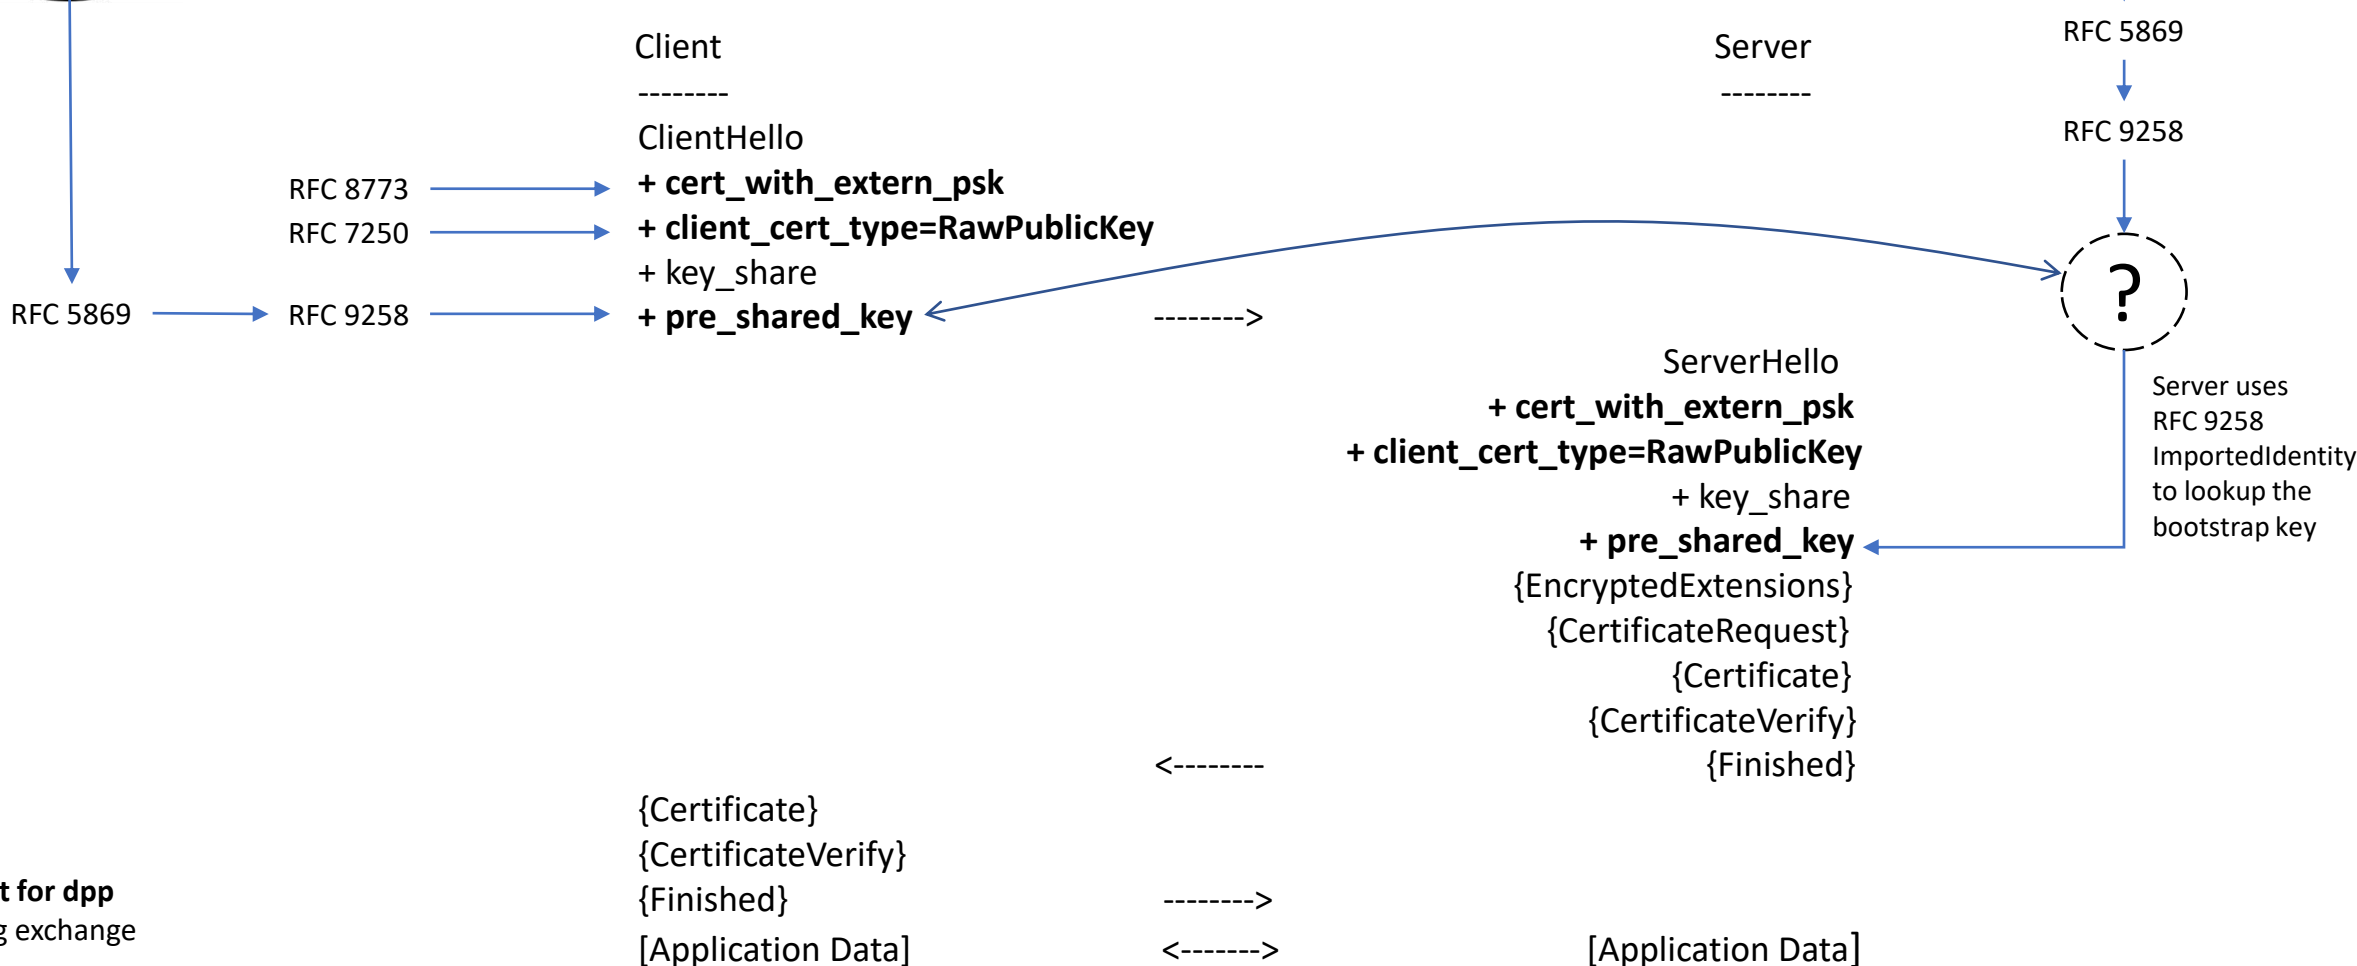 Client
--------
Server
--------
RFC 5869
RFC 9258
ClientHello
RFC 8773
+ cert_with_extern_psk
RFC 7250
+ client_cert_type=RawPublicKey
+ key_share
RFC 5869
RFC 9258
+ pre_shared_key
-------->
?
ServerHello
+ cert_with_extern_psk
+ client_cert_type=RawPublicKey
+ key_share
+ pre_shared_key
Server uses
RFC 9258
ImportedIdentity
to lookup the
bootstrap key
{EncryptedExtensions}
{CertificateRequest}
{Certificate}
{CertificateVerify}
<--------
{Finished}
{Certificate}
{CertificateVerify}
{Finished}
-------->
[Application Data]
<------->
[Application Data]
for dpp
exchange